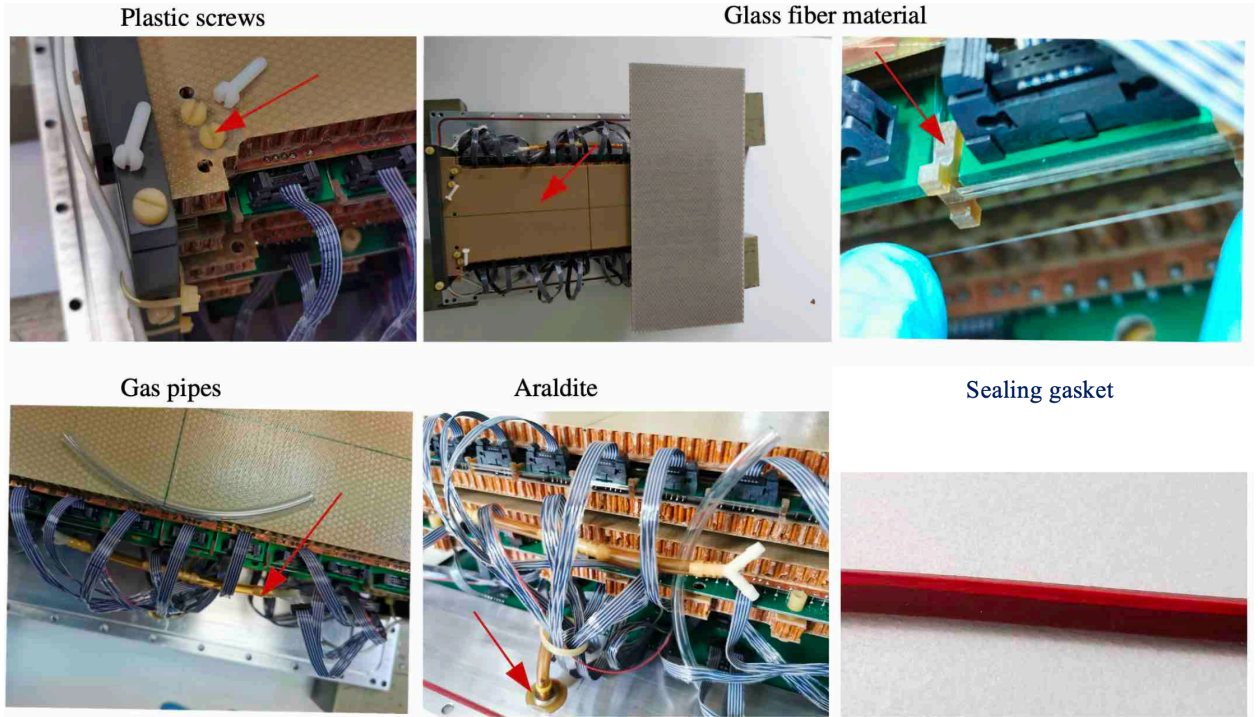 Plastic screws
Glass fiber material
Gas pipes
Araldite
Sealing gasket